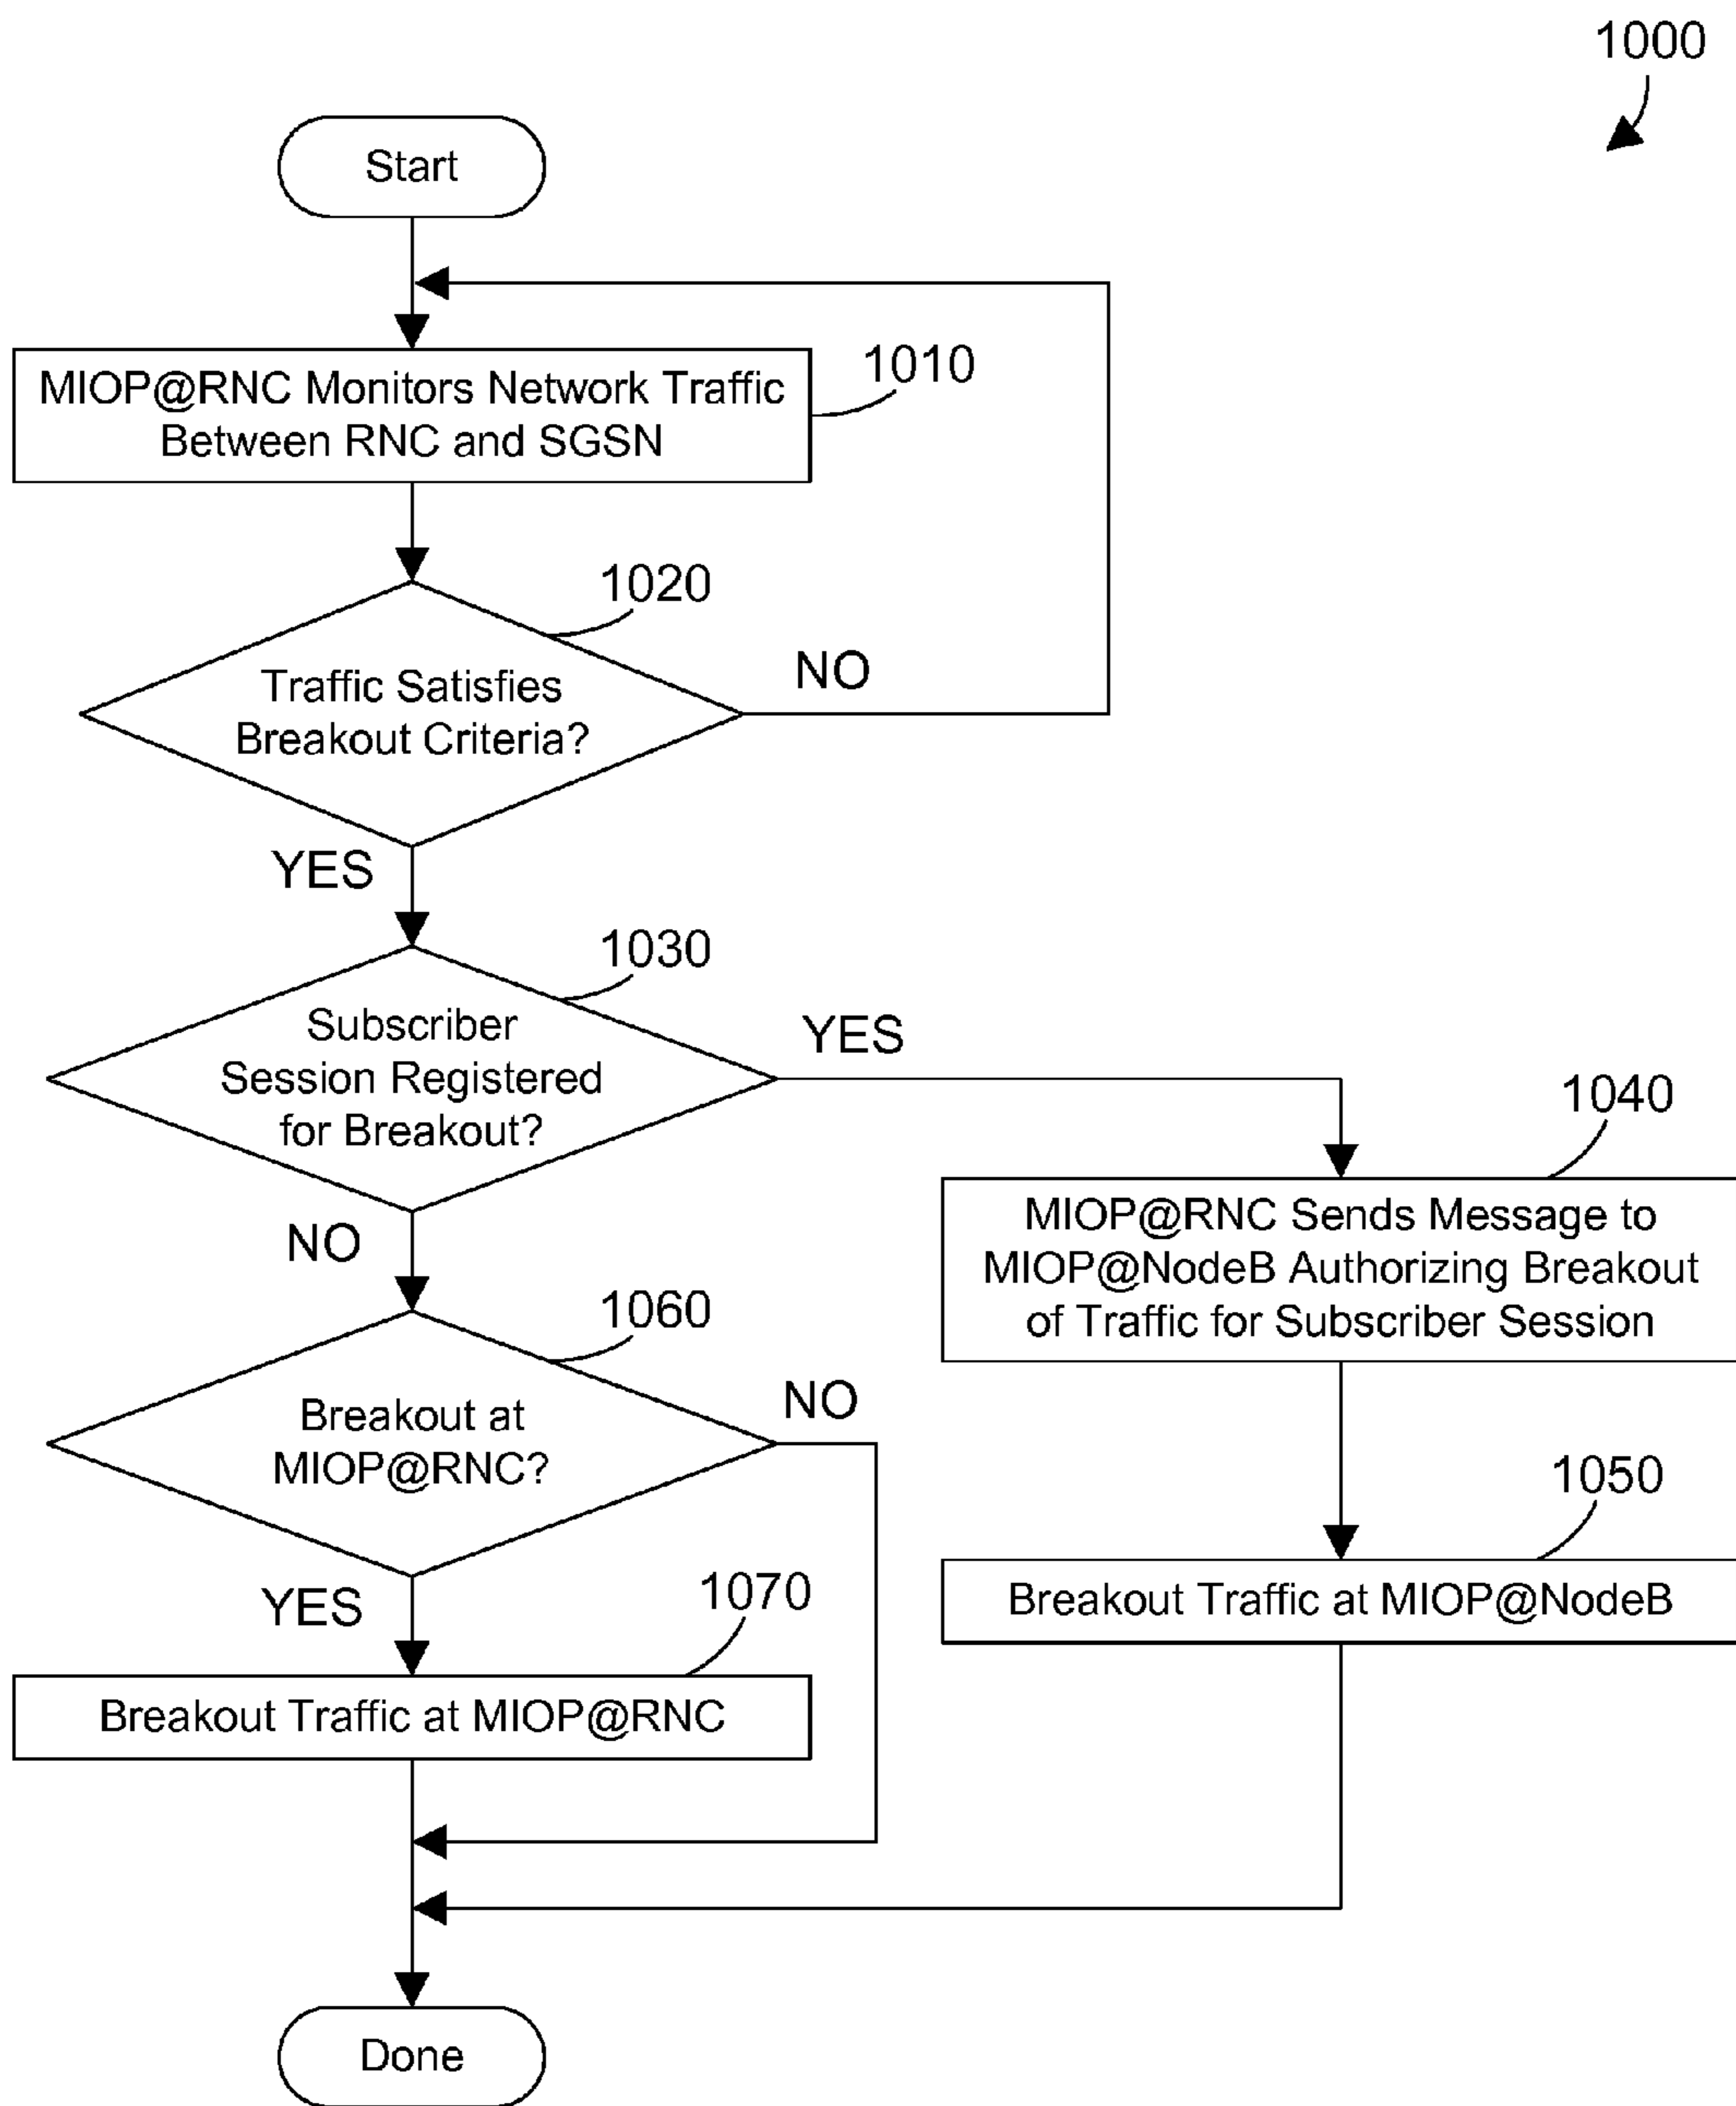 1000
Start
MIOP@RNC Monitors Network Traffic
Between RNC and SGSN
1010
1020
Traffic Satisfies
Breakout Criteria?
NO
YES
1030
Subscriber
Session Registered
for Breakout?
YES
NO
1040
MIOP@RNC Sends Message to
MIOP@NodeB Authorizing Breakout
of Traffic for Subscriber Session
1060
Breakout at
MIOP@RNC?
NO
YES
1050
Breakout Traffic at MIOP@NodeB
1070
Breakout Traffic at MIOP@RNC
Done